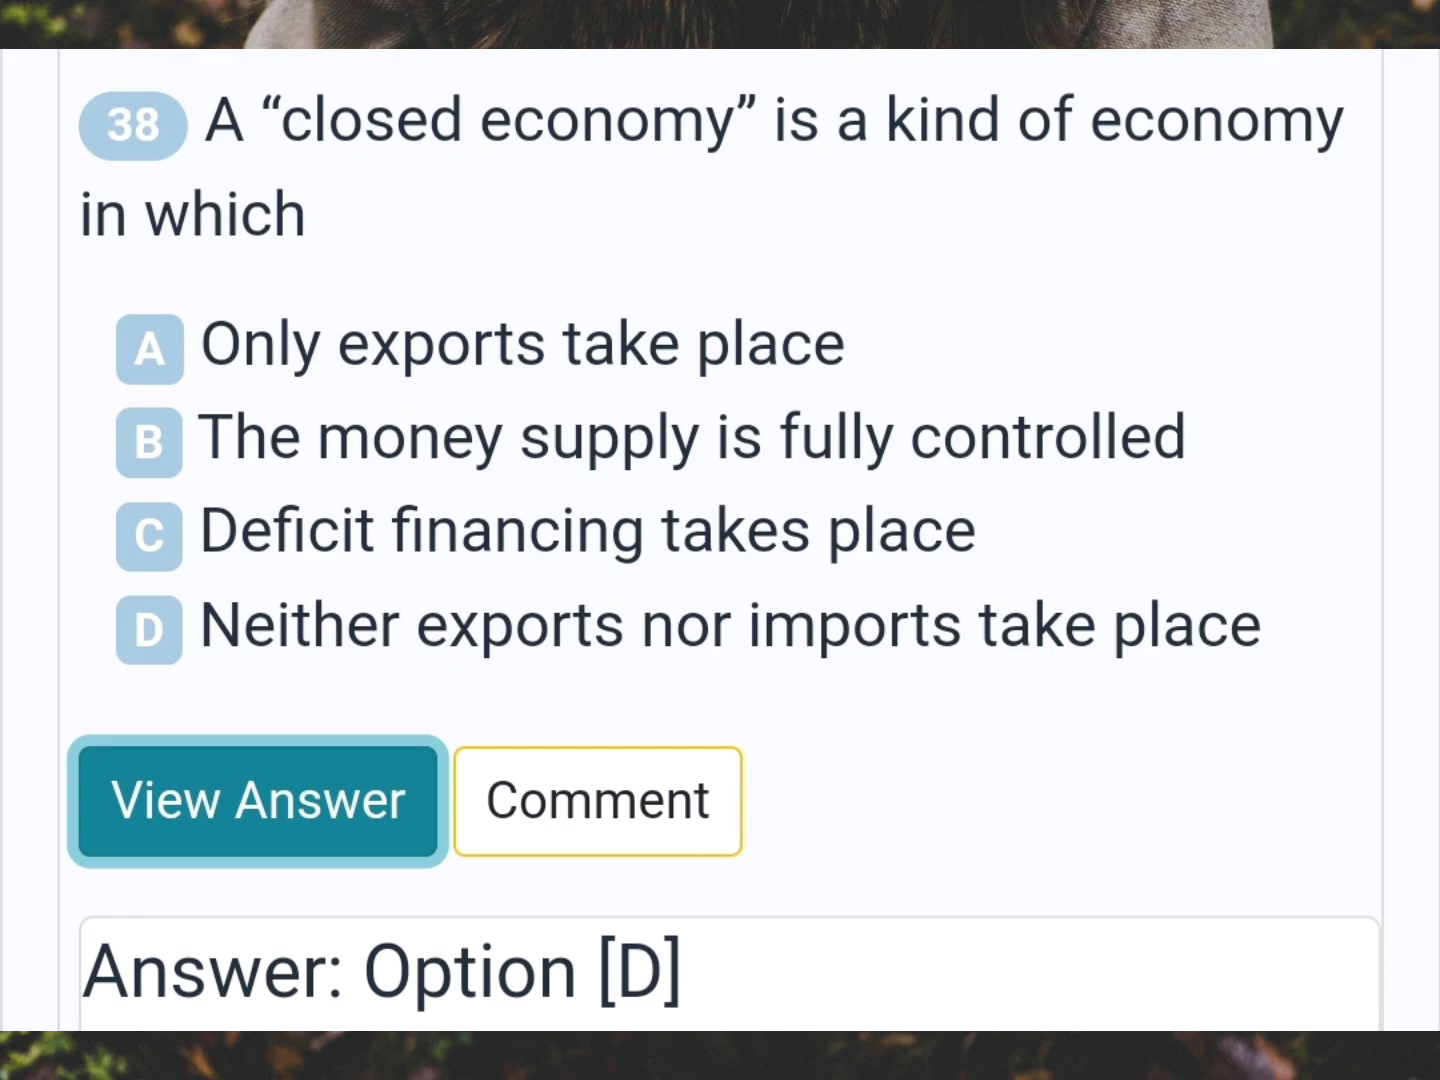 38 A “closed economy” is a kind of economy
in which
A Only exports take place
B The money supply is fully controlled
C Deficit financing takes place
D Neither exports nor imports take place
View Answer Comment
Answer: Option [D]